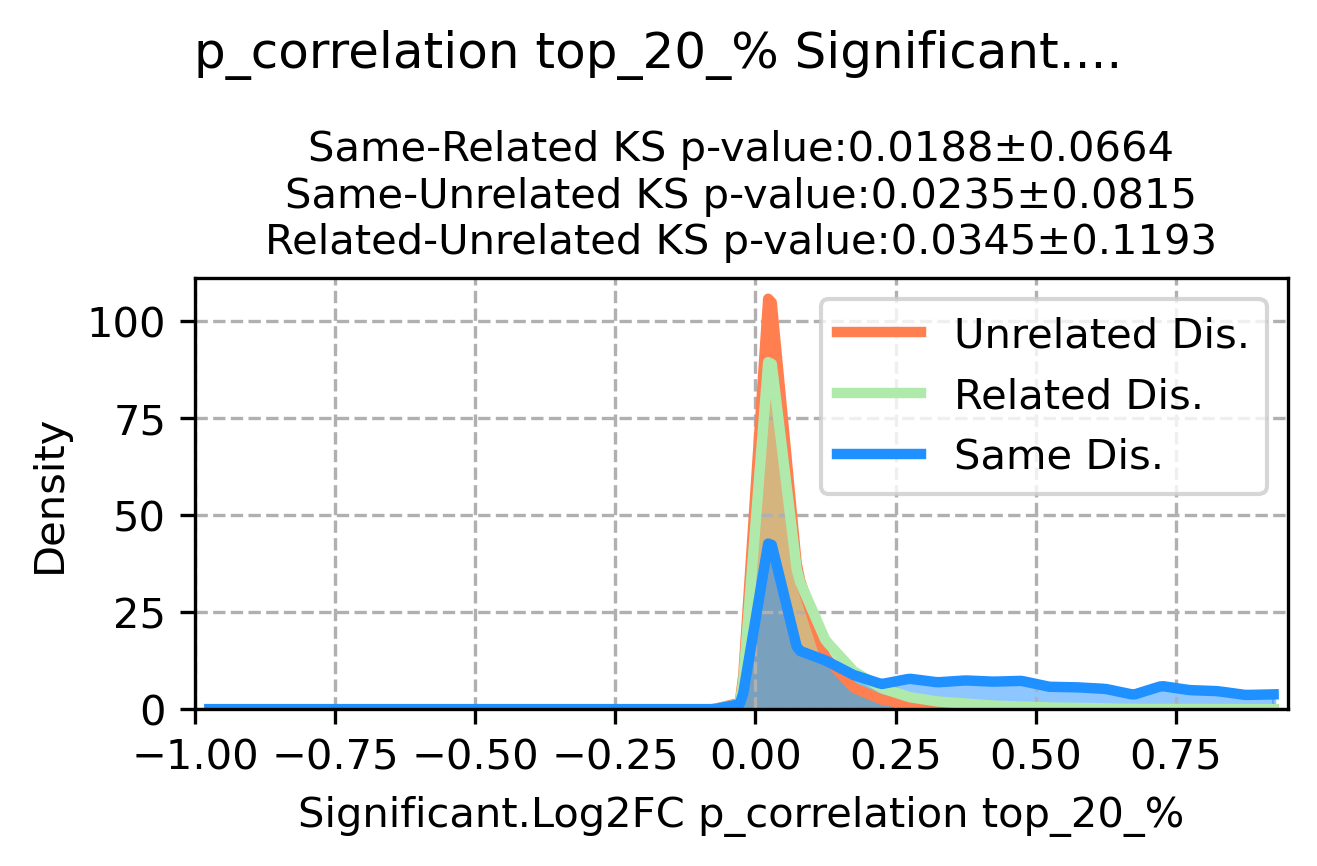 p_correlation top_20_% Significant....
Same-Related KS p-value:0.0188±0.0664
Same-Unrelated KS p-value:0.0235±0.0815
Related-Unrelated KS p-value:0.0345±0.1193
100
75
50
25
0
Density
Unrelated Dis.
Related Dis.
Same Dis.
−1.00 −0.75 −0.50 −0.25 0.00 0.25 0.50 0.75
Significant.Log2FC p_correlation top_20_%